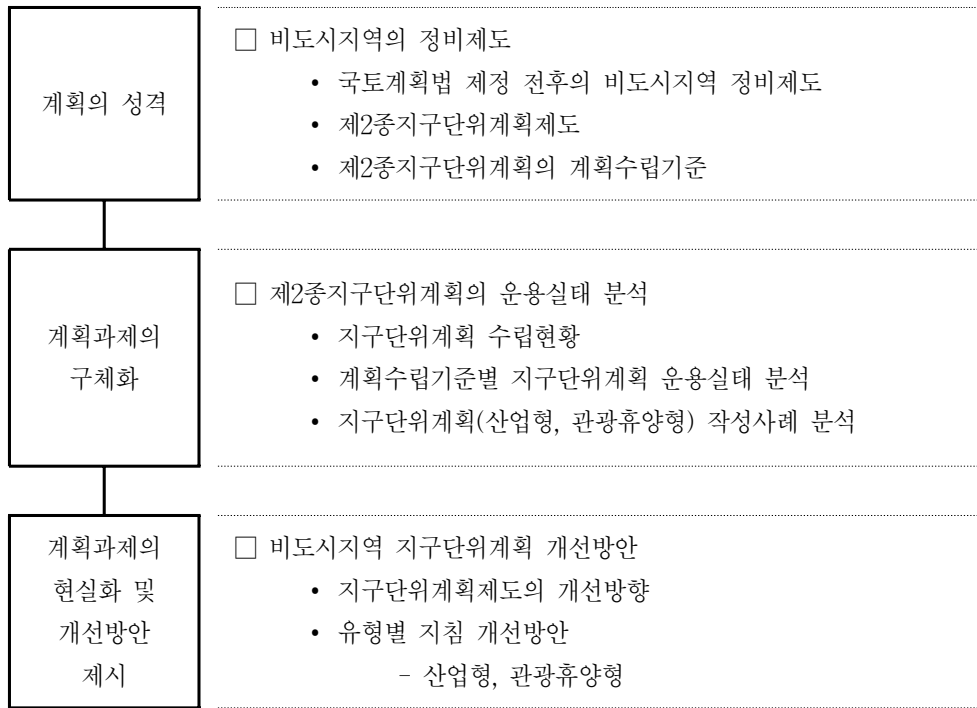 계획의 성격
□ 비도시지역의 정비제도
• 국토계획법 제정 전후의 비도시지역 정비제도
• 제2종지구단위계획제도
• 제2종지구단위계획의 계획수립기준
계획과제의
구체화
□ 제2종지구단위계획의 운용실태 분석
• 지구단위계획 수립현황
• 계획수립기준별 지구단위계획 운용실태 분석
• 지구단위계획(산업형, 관광휴양형) 작성사례 분석
계획과제의
현실화 및
개선방안
제시
□ 비도시지역 지구단위계획 개선방안
• 지구단위계획제도의 개선방향
• 유형별 지침 개선방안
- 산업형, 관광휴양형